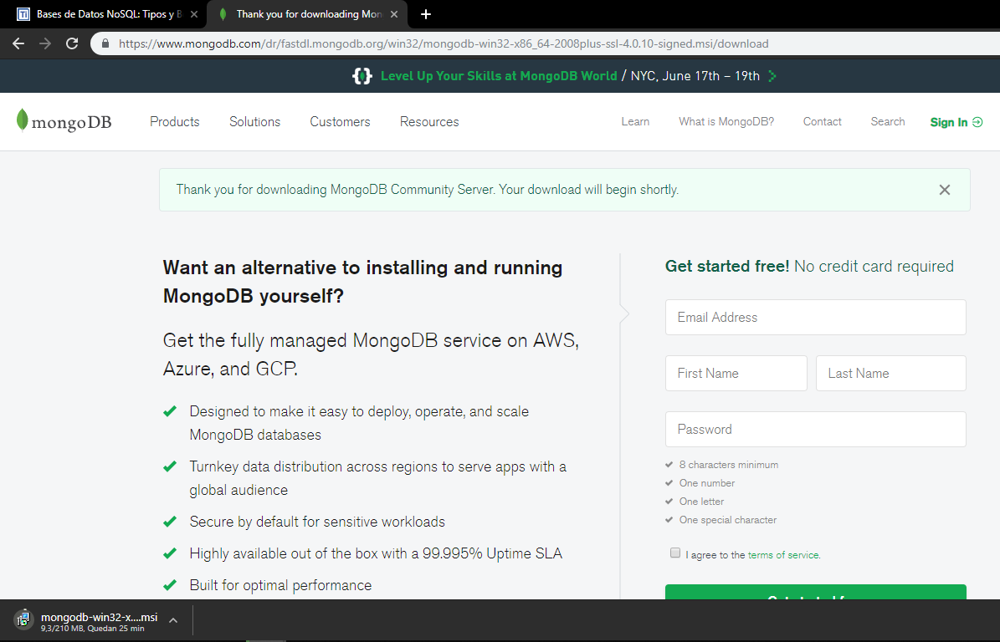 Bases de Datos NoSQL: Tipos y B
Thank you for downloading Mon
https://www.mongodb.com/dr/fastdl.mongodb.org/win32/mongodb-win32-x86_64-2008plus-ssl-4.0.10-signed.msi/download
Level Up Your Skills at MongoDB World / NYC, June 17th – 19th
mongoDB Products Solutions Customers Resources Learn What is MongoDB? Contact Search Sign In
Thank you for downloading MongoDB Community Server. Your download will begin shortly.
Want an alternative to installing and running
MongoDB yourself?
Get the fully managed MongoDB service on AWS,
Azure, and GCP.
Designed to make it easy to deploy, operate, and scale
MongoDB databases
Turnkey data distribution across regions to serve apps with a
global audience
Secure by default for sensitive workloads
Highly available out of the box with a 99.995% Uptime SLA
Built for optimal performance
Get started free! No credit card required
Email Address
First Name Last Name
Password
8 characters minimum
One number
One letter
One special character
I agree to the terms of service.
mongodb-win32-x....msi
9,3/210 MB, Quedan 25 min